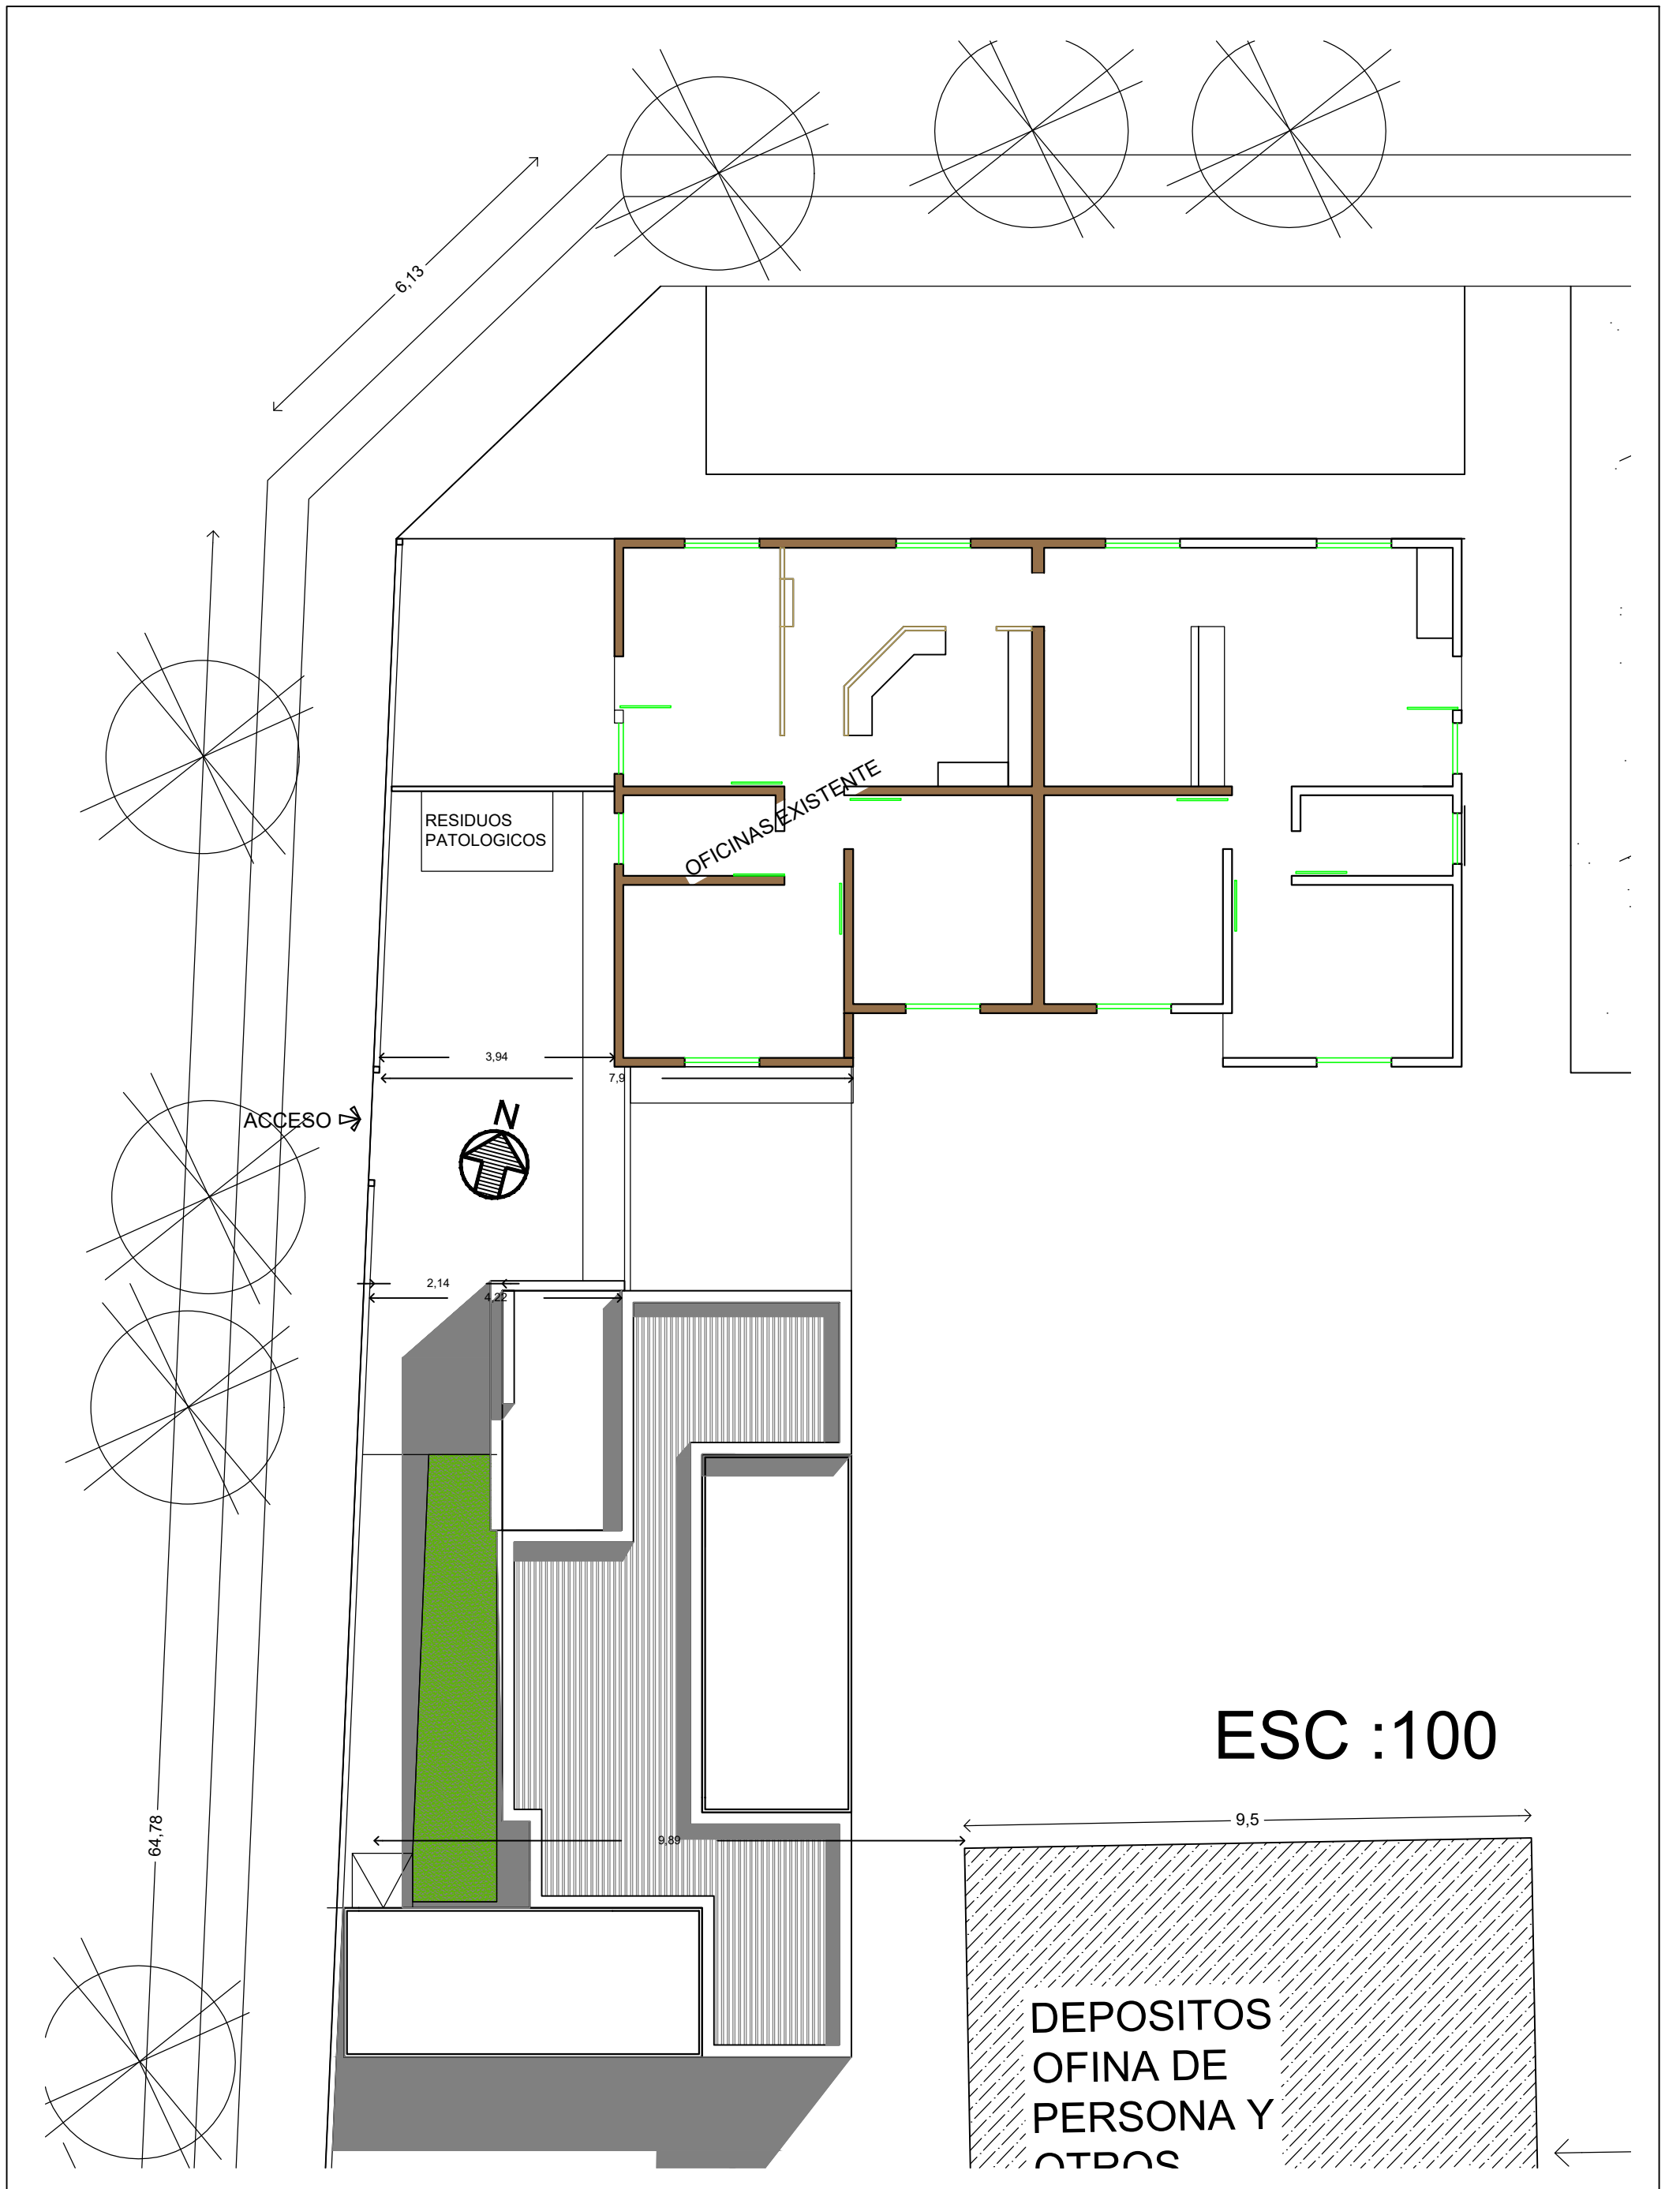 6,13
RESIDUOS
PATOLOGICOS
OFICINAS EXISTENTE
3,94
7,9
ACCESO
N
2,14
4,22
ESC :100
64,78
9,89
9,5
DEPOSITOS
OFINA DE
PERSONA Y
OTROS